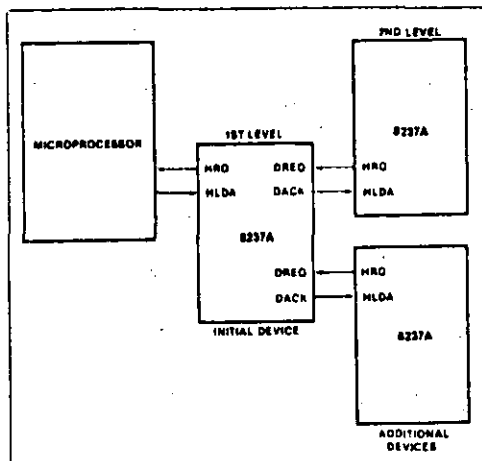 2ND LEVEL
8237A
HRQ
HLDA
MICROPROCESSOR
1ST LEVEL
HRQ DREQ
HLDA DACK
8237A
DREQ
DACK
INITIAL DEVICE
HRQ
HLDA
8237A
ADDITIONAL
DEVICES